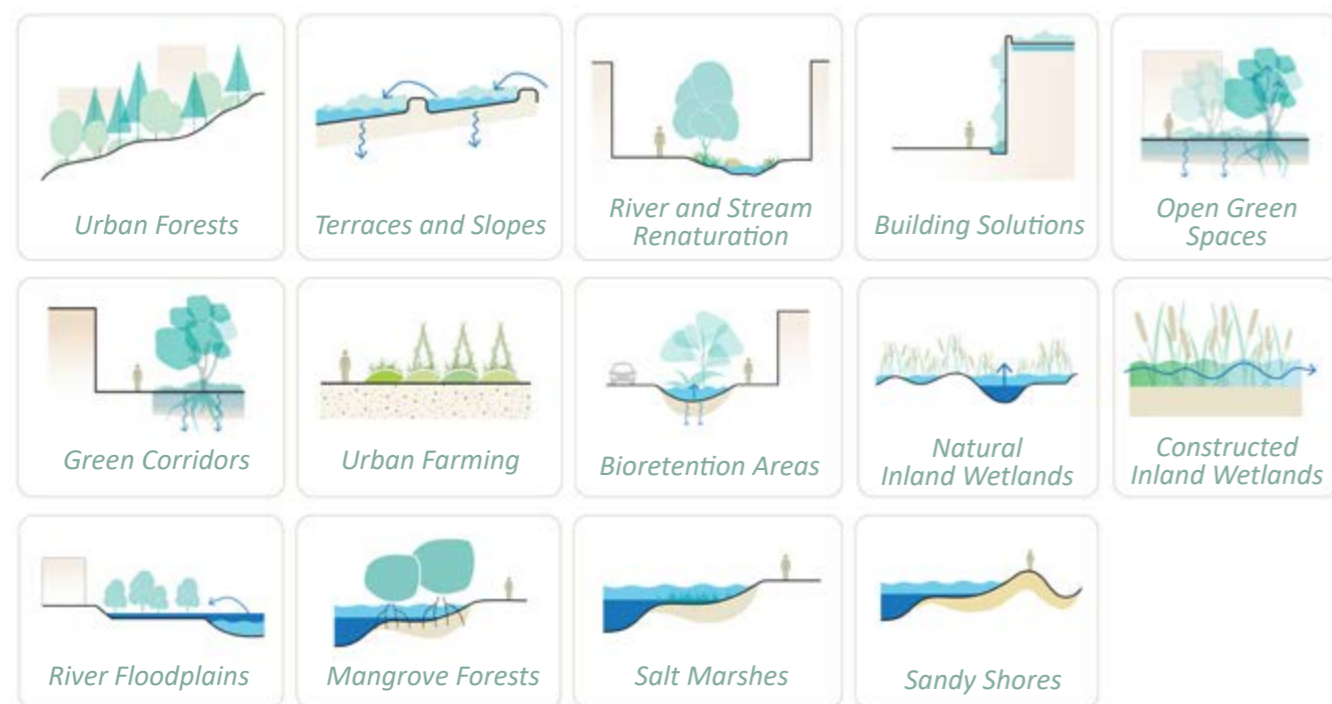 Urban Forests
Terraces and Slopes
River and Stream
Renaturation
Building Solutions
Open Green
Spaces
Green Corridors
Urban Farming
Bioretention Areas
Natural
Inland Wetlands
Constructed
Inland Wetlands
River Floodplains
Mangrove Forests
Salt Marshes
Sandy Shores